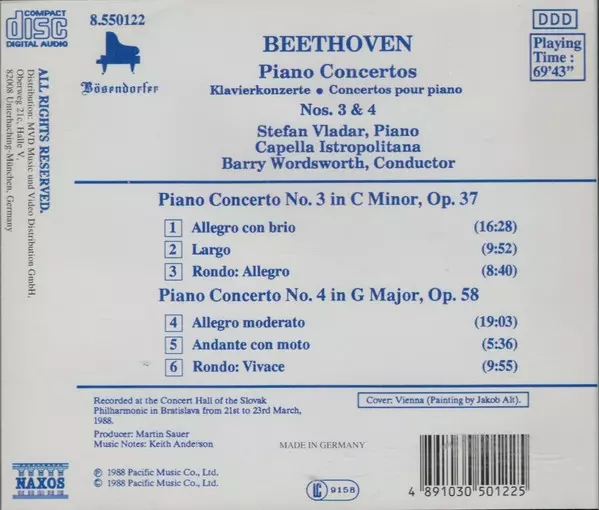 COMPACT
disc
DIGITAL AUDIO
8.550122
Bösendorfer
BEETHOVEN
Piano Concertos
Klavierkonzerte • Concertos pour piano
Nos. 3 & 4
Stefan Vladar, Piano
Capella Istropolitana
Barry Wordsworth, Conductor
DDD
Playing
Time :
69'43"
ALL RIGHTS RESERVED.
Distribution: MVD Music und Video Distribution GmbH,
Oberweg 21c, Halle V,
82008 Unterhaching-München, Germany
Piano Concerto No. 3 in C Minor, Op. 37
1 Allegro con brio (16:28)
2 Largo (9:52)
3 Rondo: Allegro (8:40)
Piano Concerto No. 4 in G Major, Op. 58
4 Allegro moderato (19:03)
5 Andante con moto (5:36)
6 Rondo: Vivace (9:55)
Recorded at the Concert Hall of the Slovak
Philharmonic in Bratislava from 21st to 23rd March,
1988.
Producer: Martin Sauer
Music Notes: Keith Anderson
Cover: Vienna (Painting by Jakob Alt).
MADE IN GERMANY
NAXOS
℗ 1988 Pacific Music Co., Ltd.
© 1988 Pacific Music Co., Ltd.
LC 9158
4 891030 501225